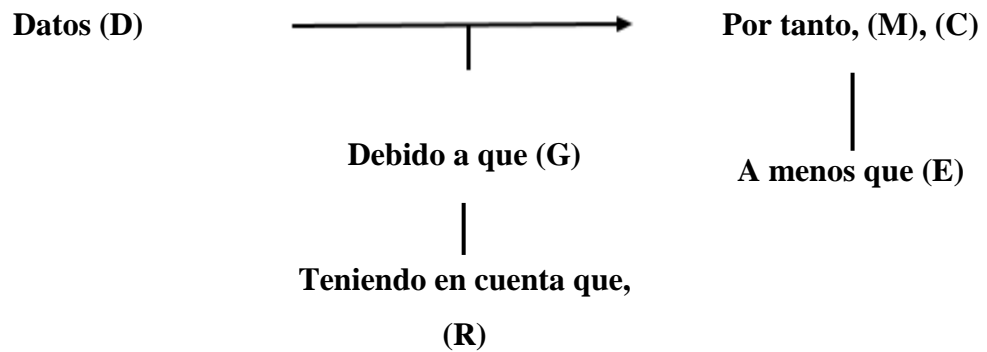 Datos (D)
Por tanto, (M), (C)
Debido a que (G)
A menos que (E)
Teniendo en cuenta que,
(R)